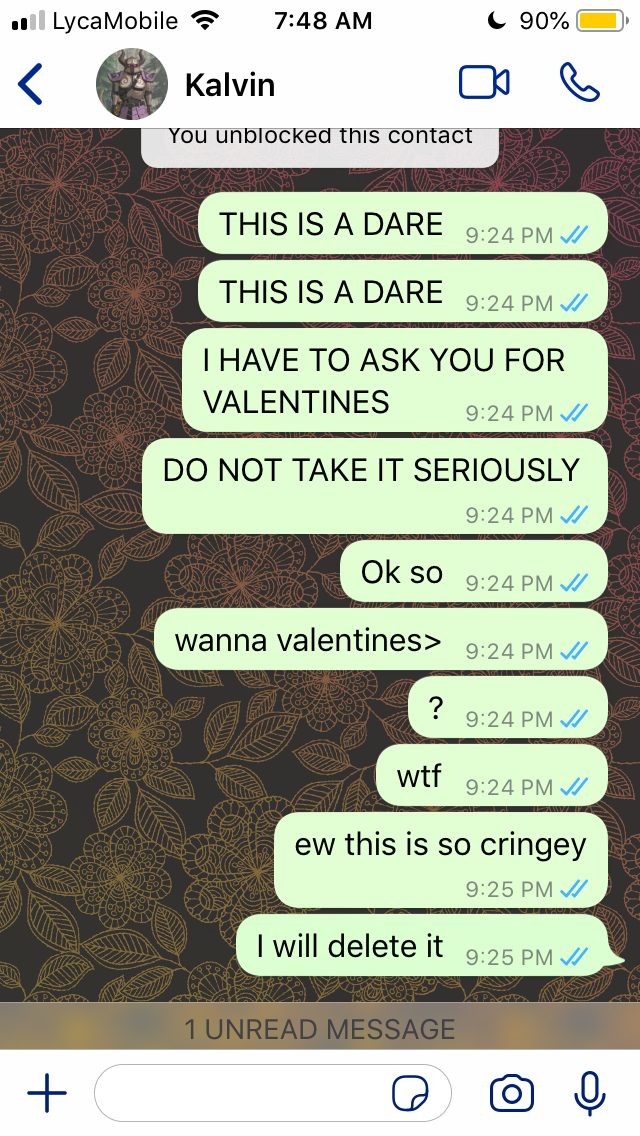 LycaMobile 7:48 AM 90%
Kalvin
You unblocked this contact
THIS IS A DARE 9:24 PM
THIS IS A DARE 9:24 PM
I HAVE TO ASK YOU FOR
VALENTINES 9:24 PM
DO NOT TAKE IT SERIOUSLY
9:24 PM
Ok so 9:24 PM
wanna valentines> 9:24 PM
? 9:24 PM
wtf 9:24 PM
ew this is so cringey
9:25 PM
I will delete it 9:25 PM
1 UNREAD MESSAGE